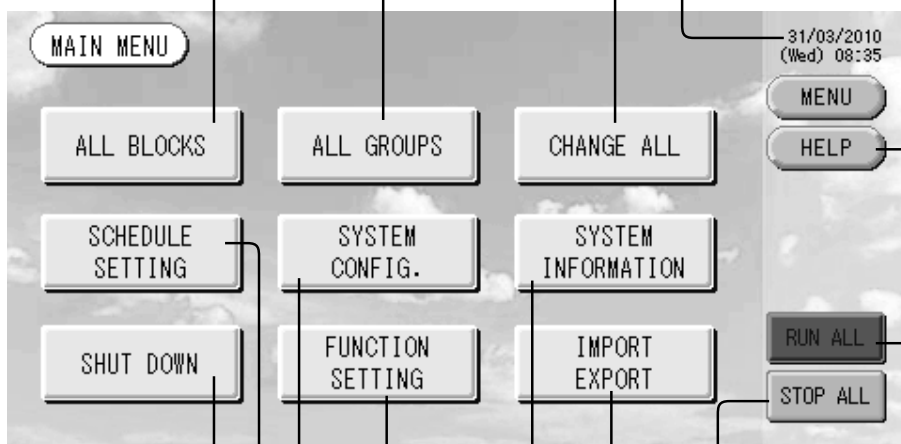 MAIN MENU
31/03/2010
(Wed) 08:35
MENU
HELP
ALL BLOCKS
ALL GROUPS
CHANGE ALL
SCHEDULE
SETTING
SYSTEM
CONFIG.
SYSTEM
INFORMATION
SHUT DOWN
FUNCTION
SETTING
IMPORT
EXPORT
RUN ALL
STOP ALL